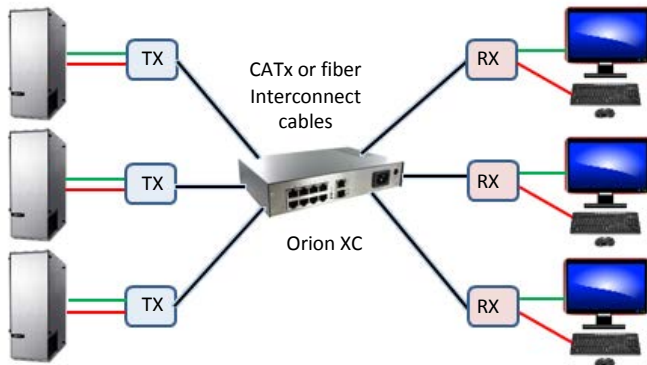 TX
CATx or fiber
Interconnect
cables
RX
TX
RX
Orion XC
TX
RX